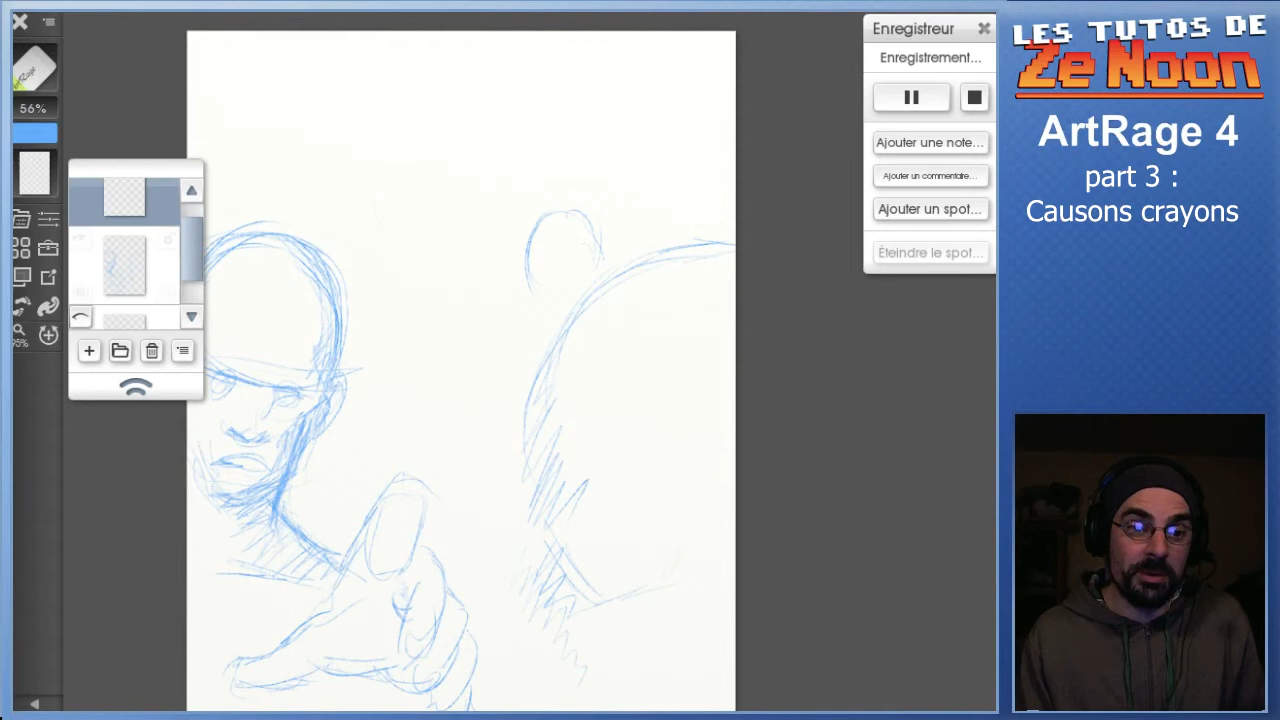 Enregistreur
Enregistrement...
Ajouter une note...
Ajouter un commentaire...
Ajouter un spot...
Éteindre le spot...
LES TUTOS DE
Ze Noon
ArtRage 4
part 3 :
Causons crayons
56%